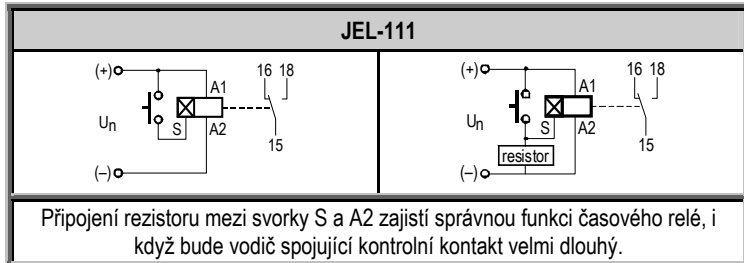 JEL-111
(+)
16 18
A1
Un
S
A2
15
(–)
(+)
16 18
A1
Un
S
A2
15
resistor
(–)
Připojení rezistoru mezi svorky S a A2 zajistí správnou funkci časového relé, i
když bude vodič spojující kontrolní kontakt velmi dlouhý.